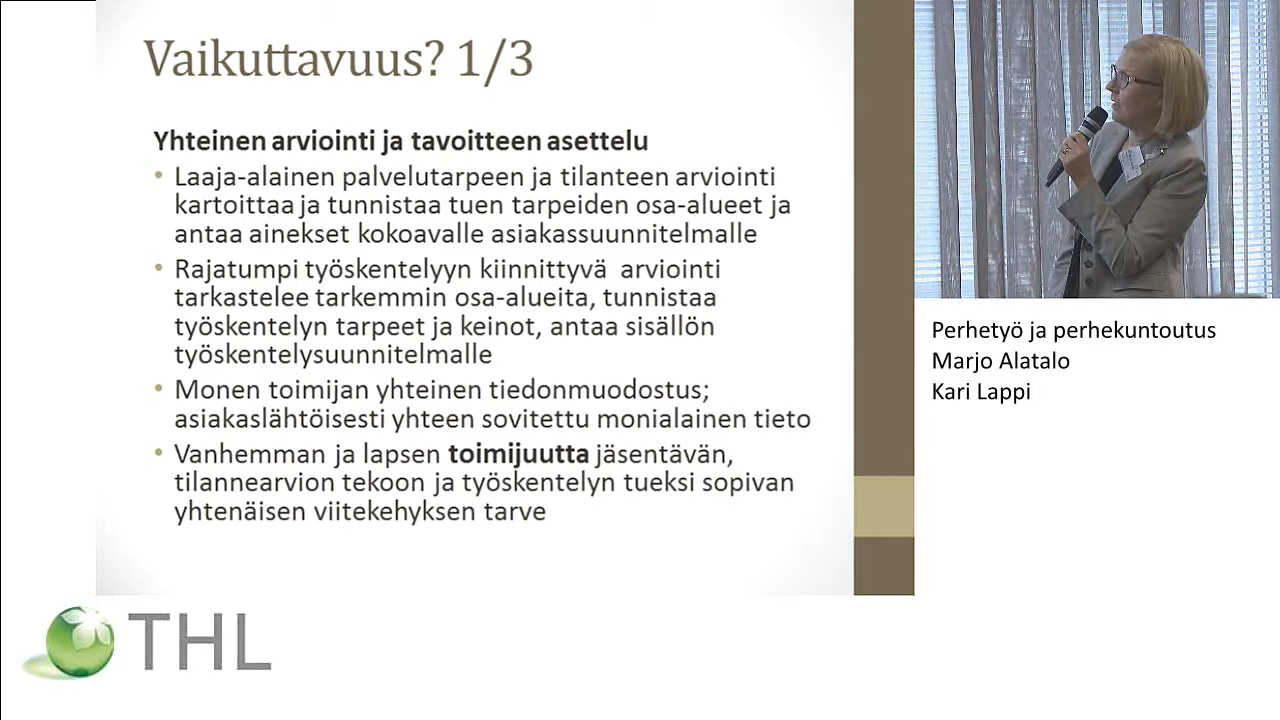 Vaikuttavuus? 1/3
Yhteinen arviointi ja tavoitteen asettelu
• Laaja-alainen palvelutarpeen ja tilanteen arviointi
kartoittaa ja tunnistaa tuen tarpeiden osa-alueet ja
antaa ainekset kokoavalle asiakassuunnitelmalle
• Rajatumpi työskentelyyn kiinnittyvä arviointi
tarkastelee tarkemmin osa-alueita, tunnistaa
työskentelyn tarpeet ja keinot, antaa sisällön
työskentelysuunnitelmalle
• Monen toimijan yhteinen tiedonmuodostus;
asiakaslähtöisesti yhteen sovitettu monialainen tieto
• Vanhemman ja lapsen toimijuutta jäsentävän,
tilannearvion tekoon ja työskentelyn tueksi sopivan
yhtenäisen viitekehyksen tarve
Perhetyö ja perhekuntoutus
Marjo Alatalo
Kari Lappi
THL